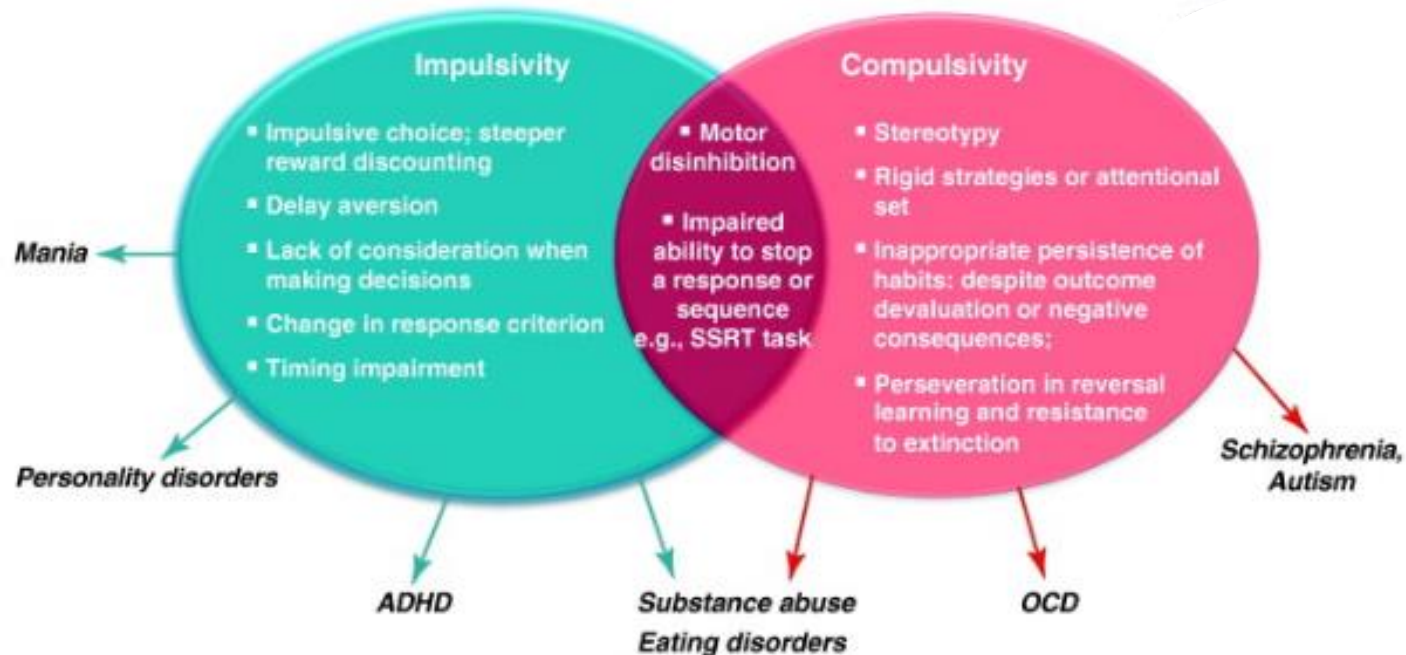 Impulsivity
▪ Impulsive choice; steeper
reward discounting
▪ Delay aversion
▪ Lack of consideration when
making decisions
▪ Change in response criterion
▪ Timing impairment
▪ Motor
disinhibition
▪ Impaired
ability to stop
a response or
sequence
e.g., SSRT task
Compulsivity
▪ Stereotypy
▪ Rigid strategies or attentional
set
▪ Inappropriate persistence of
habits: despite outcome
devaluation or negative
consequences;
▪ Perseveration in reversal
learning and resistance
to extinction
Mania
Personality disorders
ADHD
Substance abuse
Eating disorders
OCD
Schizophrenia,
Autism